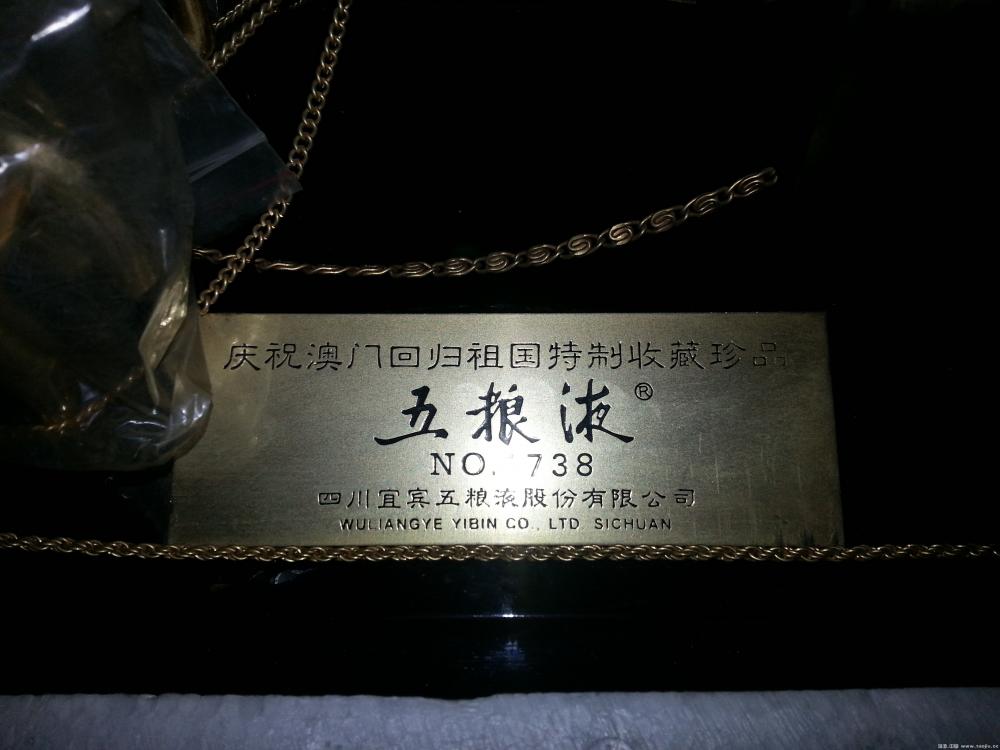 庆祝澳门回归祖国特制收藏珍品
五粮液®
NO. 738
四川宜宾五粮液股份有限公司
WULIANGYE YIBIN CO., LTD SICHUAN